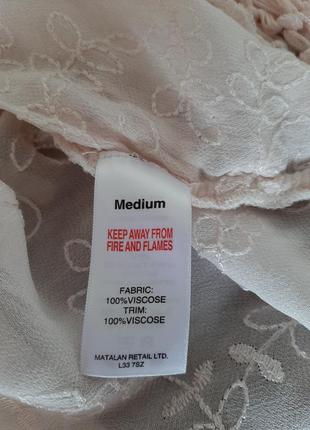 Medium
KEEP AWAY FROM
FIRE AND FLAMES
FABRIC:
100%VISCOSE
TRIM:
100%VISCOSE
MATALAN RETAIL LTD.
L33 7SZ